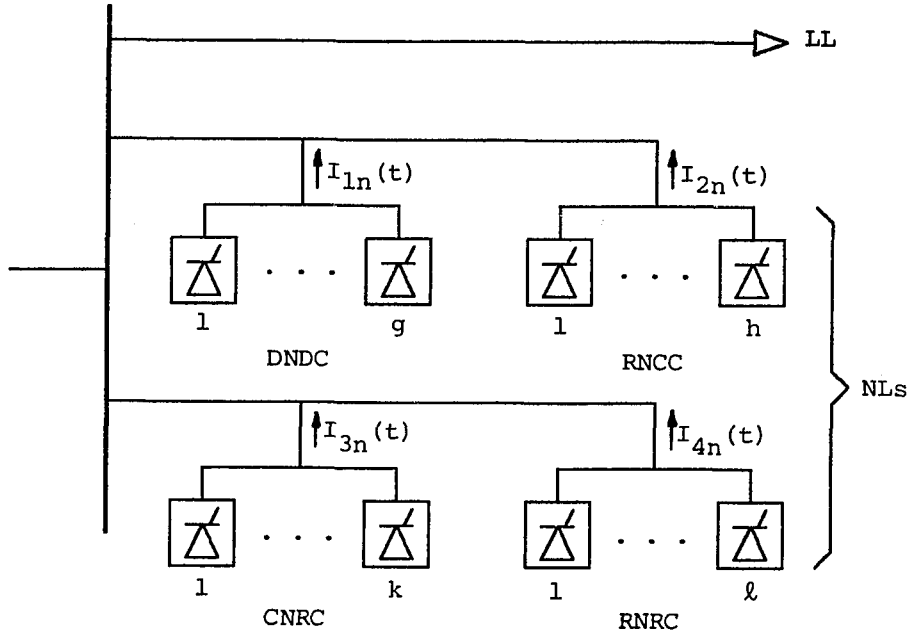 LL
I1n(t) I2n(t)
. . . . . .
1 g 1 h
DNDC RNCC
NLs
I3n(t) I4n(t)
. . . . . .
1 k 1 ℓ
CNRC RNRC